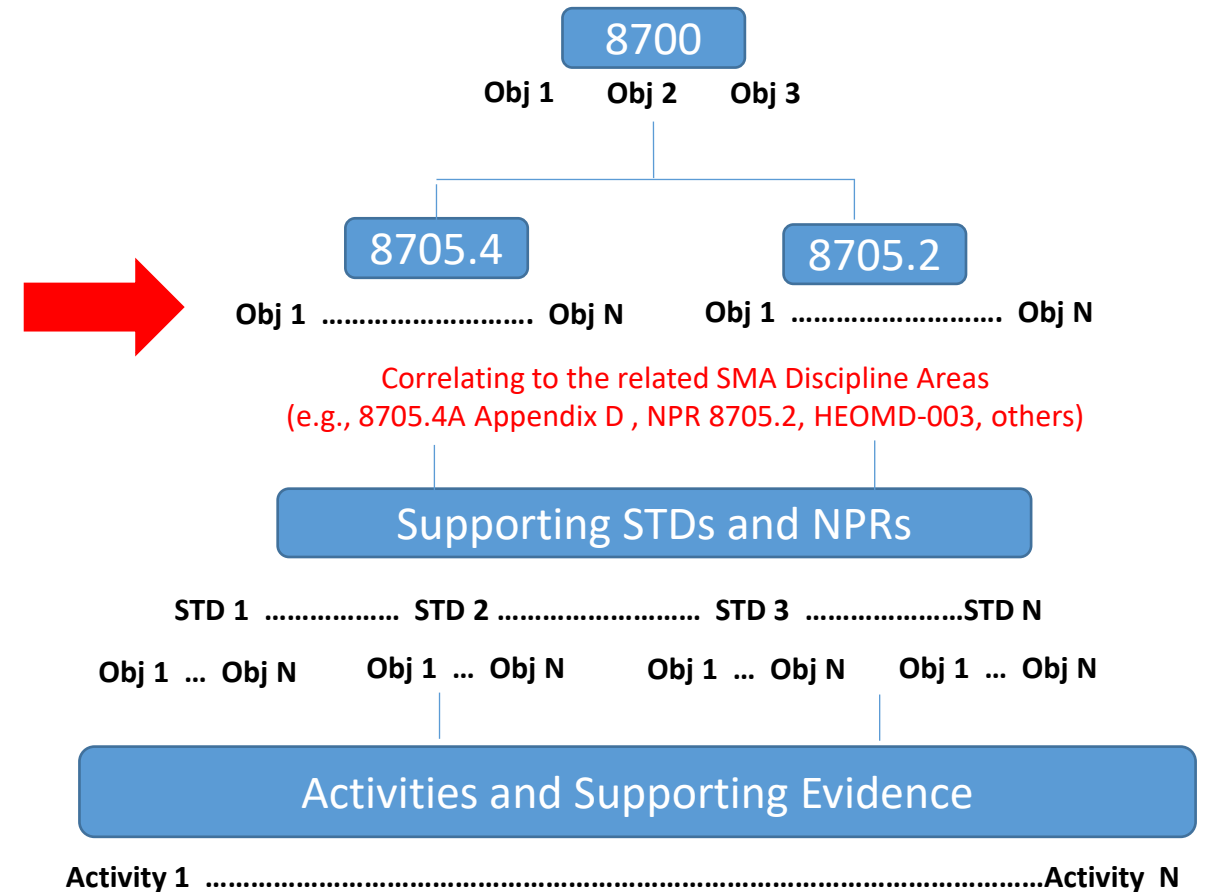 8700
Obj 1 Obj 2 Obj 3
8705.4 8705.2
Obj 1 ………………………. Obj N Obj 1 ………………………. Obj N
Correlating to the related SMA Discipline Areas
(e.g., 8705.4A Appendix D , NPR 8705.2, HEOMD-003, others)
Supporting STDs and NPRs
STD 1 ……………… STD 2 ……………………… STD 3 …………………STD N
Obj 1 … Obj N Obj 1 … Obj N Obj 1 … Obj N Obj 1 … Obj N
Activities and Supporting Evidence
Activity 1 ……………………………………………………………………………………………Activity N